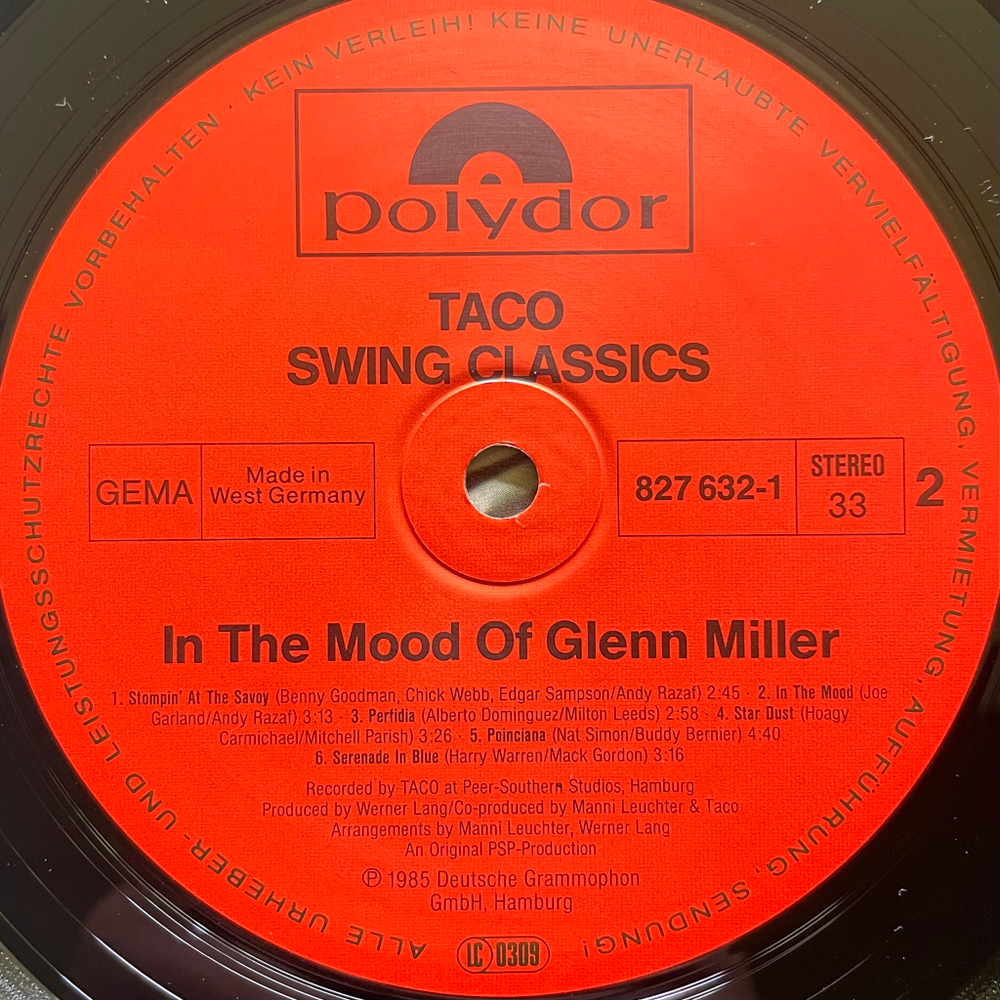 ALLE URHEBER- UND LEISTUNGSSCHUTZRECHTE VORBEHALTEN KEIN VERLEIH! KEINE UNERLAUBTE VERVIELFÄLTIGUNG, VERMIETUNG, AUFFÜHRUNG, SENDUNG!
polydor
TACO
SWING CLASSICS
GEMA
Made in
West Germany
827 632-1
STEREO
33
2
In The Mood Of Glenn Miller
1. Stompin' At The Savoy (Benny Goodman, Chick Webb, Edgar Sampson/Andy Razaf) 2:45 · 2. In The Mood (Joe
Garland/Andy Razaf) 3:13 · 3. Perfidia (Alberto Dominguez/Milton Leeds) 2:58 · 4. Star Dust (Hoagy
Carmichael/Mitchell Parish) 3:26 · 5. Poinciana (Nat Simon/Buddy Bernier) 4:40
6. Serenade In Blue (Harry Warren/Mack Gordon) 3:16
Recorded by TACO at Peer-Southern Studios, Hamburg
Produced by Werner Lang/Co-produced by Manni Leuchter & Taco
Arrangements by Manni Leuchter, Werner Lang
An Original PSP-Production
℗ 1985 Deutsche Grammophon
GmbH, Hamburg
LC 0309